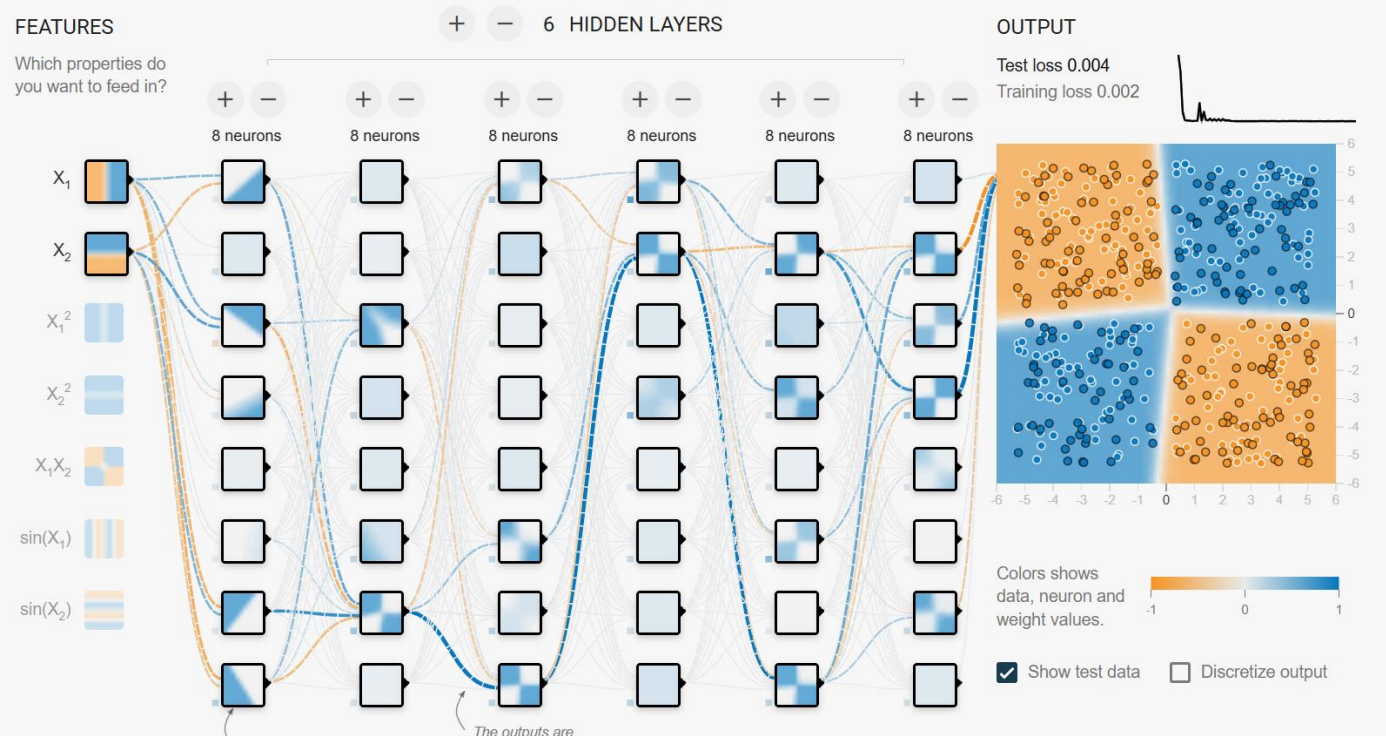 FEATURES
Which properties do
you want to feed in?
6 HIDDEN LAYERS
OUTPUT
Test loss 0.004
Training loss 0.002
+ − 
+ −
+ −
+ −
+ −
+ −
+ −
8 neurons
8 neurons
8 neurons
8 neurons
8 neurons
8 neurons
X₁
X₂
X₁²
X₂²
X₁X₂
sin(X₁)
sin(X₂)
6
5
4
3
2
1
0
-1
-2
-3
-4
-5
-6
-6 -5 -4 -3 -2 -1 0 1 2 3 4 5 6
The outputs are
Colors shows
data, neuron and
weight values.
-1 0 1
Show test data
Discretize output